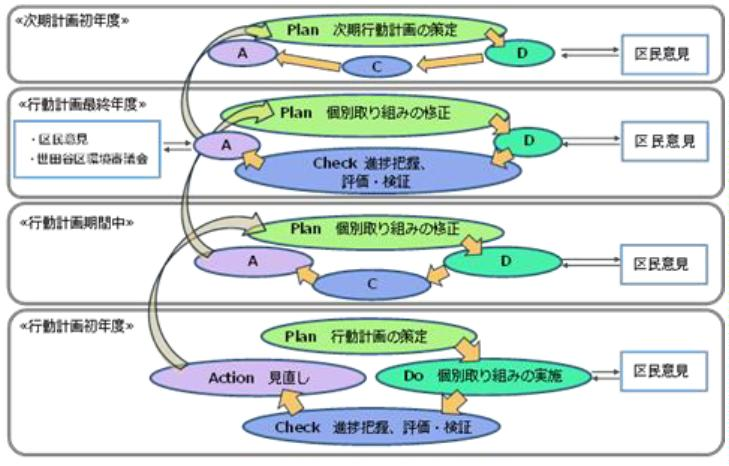 ≪次期計画初年度≫
Plan 次期行動計画の策定
A
D
C
区民意見
≪行動計画最終年度≫
Plan 個別取り組みの修正
・区民意見
・世田谷区環境審議会
A
D
区民意見
Check 進捗把握、
評価・検証
≪行動計画期間中≫
Plan 個別取り組みの修正
A
D
C
区民意見
≪行動計画初年度≫
Plan 行動計画の策定
Action 見直し
Do 個別取り組みの実施
区民意見
Check 進捗把握、評価・検証